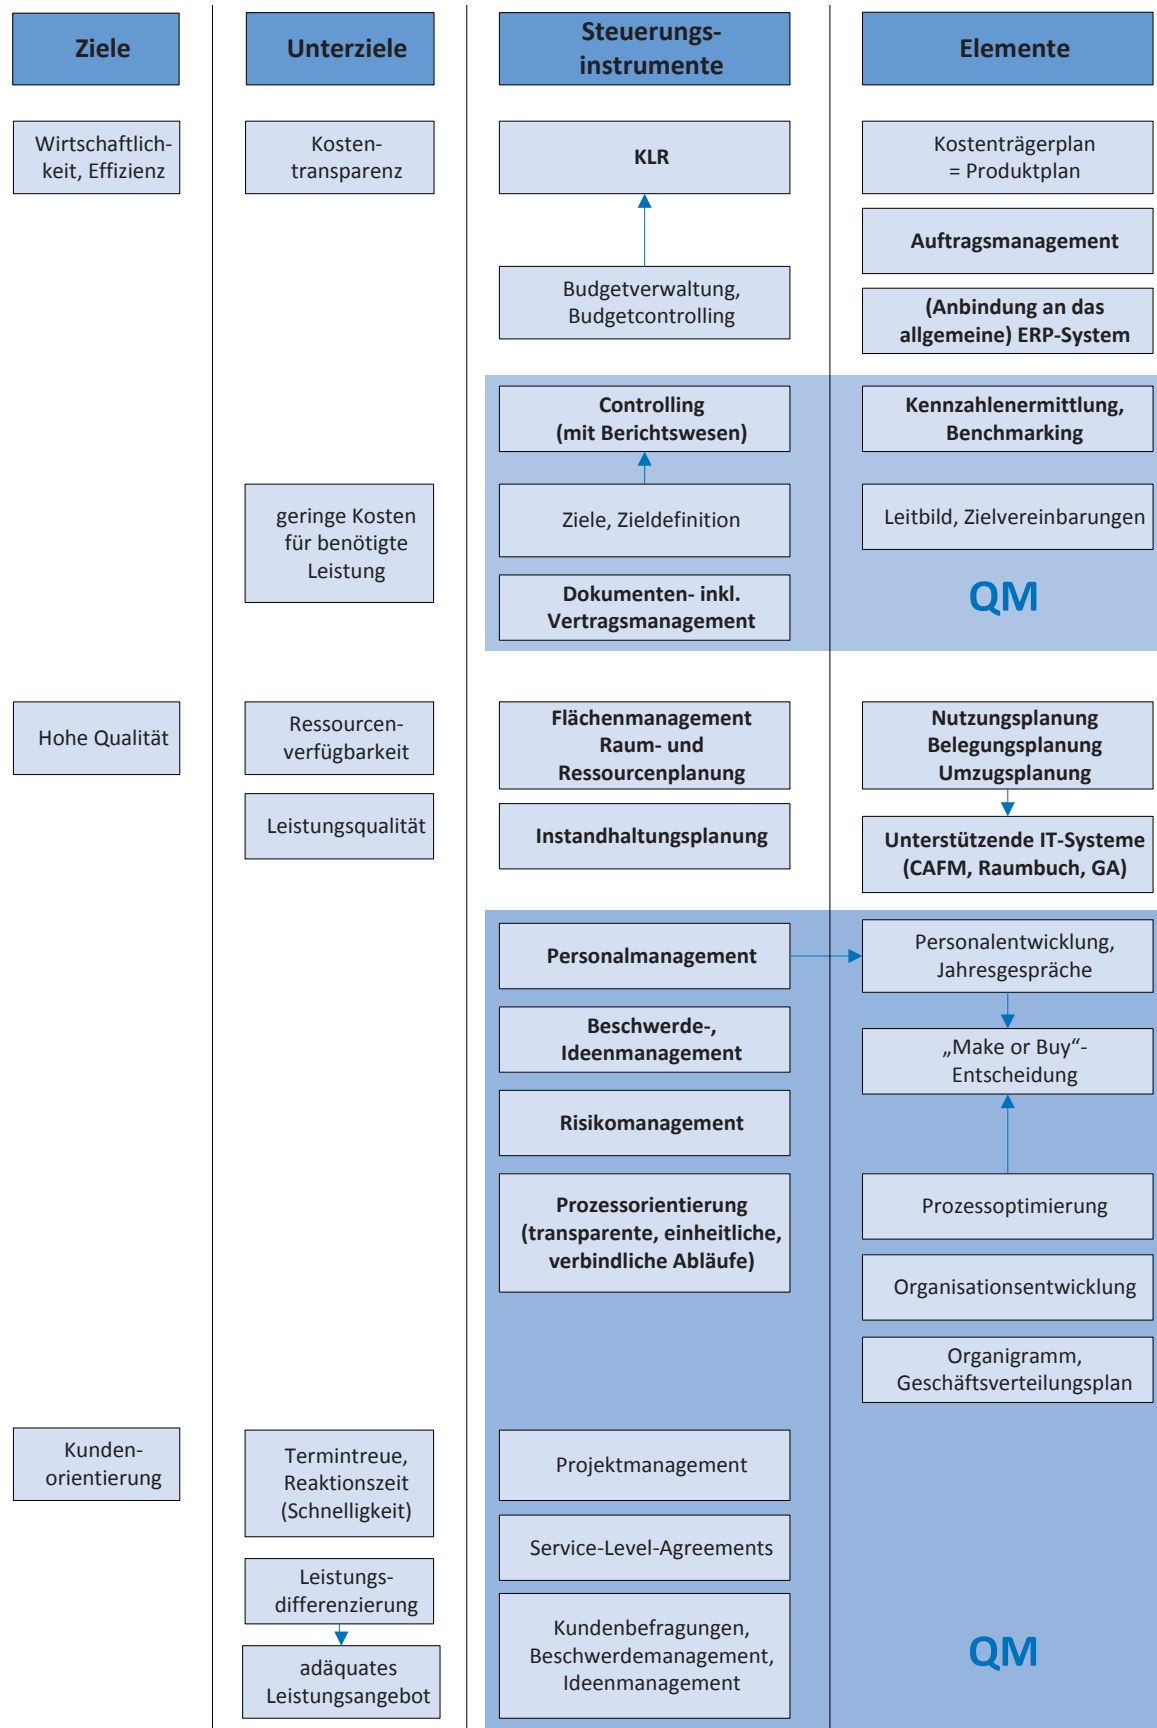 Ziele
Unterziele
Steuerungs-
instrumente
Elemente
Wirtschaftlich-
keit, Effizienz
Kosten-
transparenz
KLR
Kostenträgerplan
= Produktplan
Auftragsmanagement
Budgetverwaltung,
Budgetcontrolling
(Anbindung an das
allgemeine) ERP-System
Controlling
(mit Berichtswesen)
Kennzahlenermittlung,
Benchmarking
geringe Kosten
für benötigte
Leistung
Ziele, Zieldefinition
Leitbild, Zielvereinbarungen
Dokumenten- inkl.
Vertragsmanagement
QM
Hohe Qualität
Ressourcen-
verfügbarkeit
Flächenmanagement
Raum- und
Ressourcenplanung
Nutzungsplanung
Belegungsplanung
Umzugsplanung
Leistungsqualität
Instandhaltungsplanung
Unterstützende IT-Systeme
(CAFM, Raumbuch, GA)
Personalmanagement
Personalentwicklung,
Jahresgespräche
Beschwerde-,
Ideenmanagement
„Make or Buy“-
Entscheidung
Risikomanagement
Prozessorientierung
(transparente, einheitliche,
verbindliche Abläufe)
Prozessoptimierung
Organisationsentwicklung
Organigramm,
Geschäftsverteilungsplan
Kunden-
orientierung
Termintreue,
Reaktionszeit
(Schnelligkeit)
Projektmanagement
Service-Level-Agreements
Leistungs-
differenzierung
adäquates
Leistungsangebot
Kundenbefragungen,
Beschwerdemanagement,
Ideenmanagement
QM